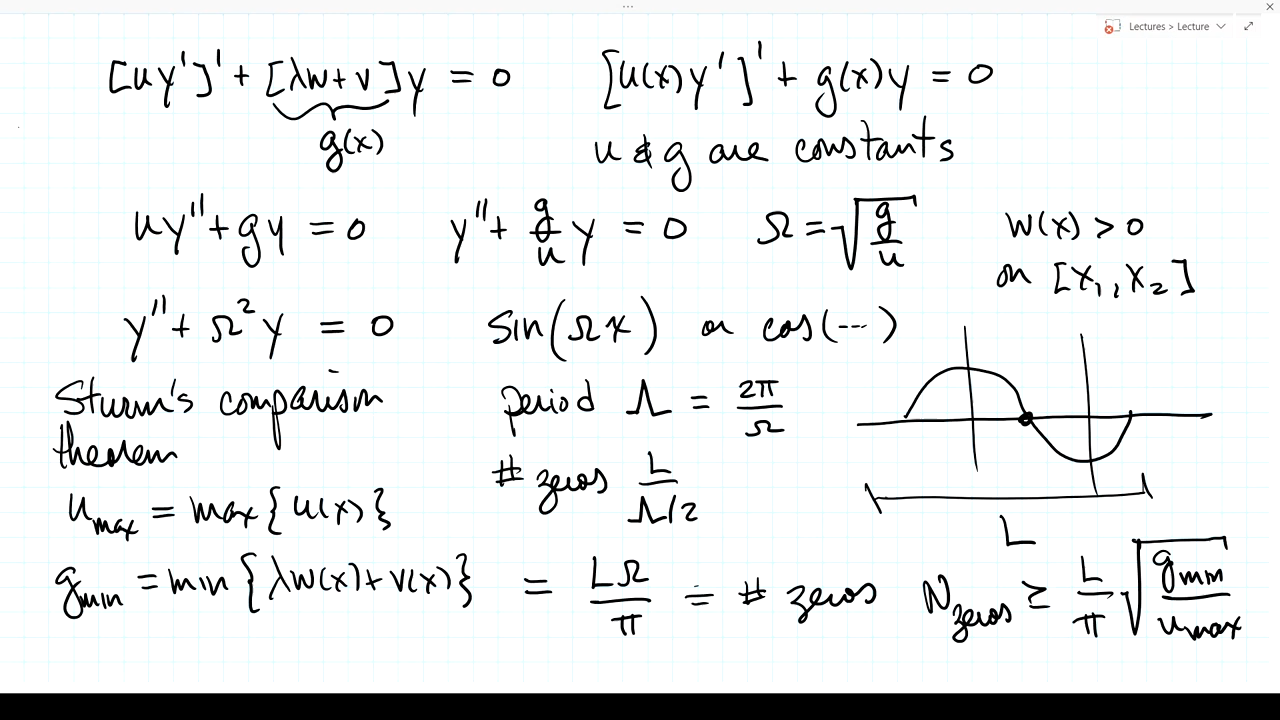 Lectures > Lecture
[uy']' + [λw + v]y = 0
g(x)
[u(x)y']' + g(x)y = 0
u & g are constants
uy'' + gy = 0
y'' + g/u y = 0
Ω = √(g/u)
w(x) > 0
on [x₁, x₂]
y'' + Ω² y = 0
sin(Ωx) or cos(---)
Sturm's comparison
theorem
period Λ = 2π/Ω
# zeros L/(Λ/2)
L
u_max = max{u(x)}
g_min = min{λw(x) + v(x)}
= LΩ/π = # zeros
N_zeros ≥ L/π √(g_min/u_max)